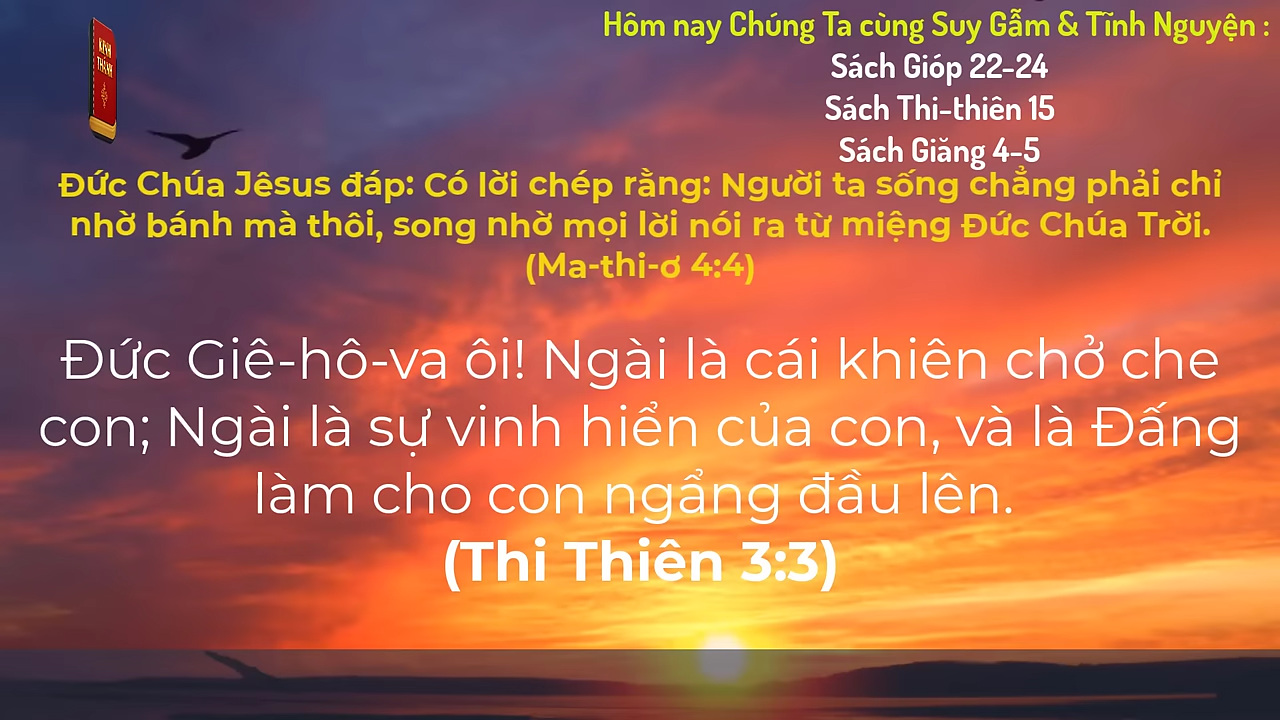 KINH
THÁNH
Hôm nay Chúng Ta cùng Suy Gẫm & Tĩnh Nguyện :
Sách Gióp 22-24
Sách Thi-thiên 15
Sách Giăng 4-5
Đức Chúa Jêsus đáp: Có lời chép rằng: Người ta sống chẳng phải chỉ
nhờ bánh mà thôi, song nhờ mọi lời nói ra từ miệng Đức Chúa Trời.
(Ma-thi-ơ 4:4)
Đức Giê-hô-va ôi! Ngài là cái khiên chở che
con; Ngài là sự vinh hiển của con, và là Đấng
làm cho con ngẩng đầu lên.
(Thi Thiên 3:3)